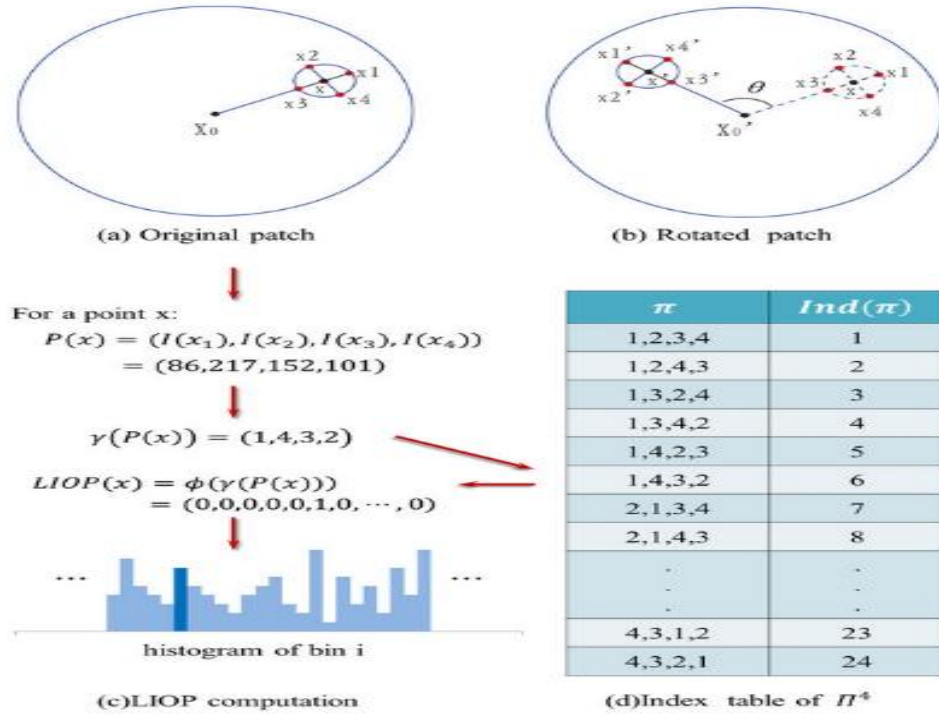 x2
x1
x
x3
x4
X₀
(a) Original patch
x1’ x4’
x’ x3’
x2’
θ
x2
x3 x1
x
x4
X₀’
(b) Rotated patch
For a point x:
P(x) = (I(x₁), I(x₂), I(x₃), I(x₄))
= (86,217,152,101)
γ(P(x)) = (1,4,3,2)
LIOP(x) = ϕ(γ(P(x)))
= (0,0,0,0,0,1,0, ⋯ , 0)
... ...
histogram of bin i
(c)LIOP computation
π Ind(π)
1,2,3,4 1
1,2,4,3 2
1,3,2,4 3
1,3,4,2 4
1,4,2,3 5
1,4,3,2 6
2,1,3,4 7
2,1,4,3 8
. .
. .
. .
4,3,1,2 23
4,3,2,1 24
(d)Index table of Π⁴